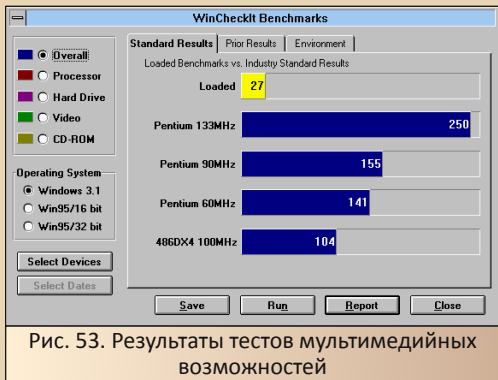 WinCheckIt Benchmarks
Standard Results
Prior Results
Environment
Loaded Benchmarks vs. Industry Standard Results
Overall
Processor
Hard Drive
Video
CD-ROM
Operating System
Windows 3.1
Win95/16 bit
Win95/32 bit
Select Devices
Select Dates
Loaded 27
Pentium 133MHz 250
Pentium 90MHz 155
Pentium 60MHz 141
486DX4 100MHz 104
Save
Run
Report
Close
Рис. 53. Результаты тестов мультимедийных
возможностей